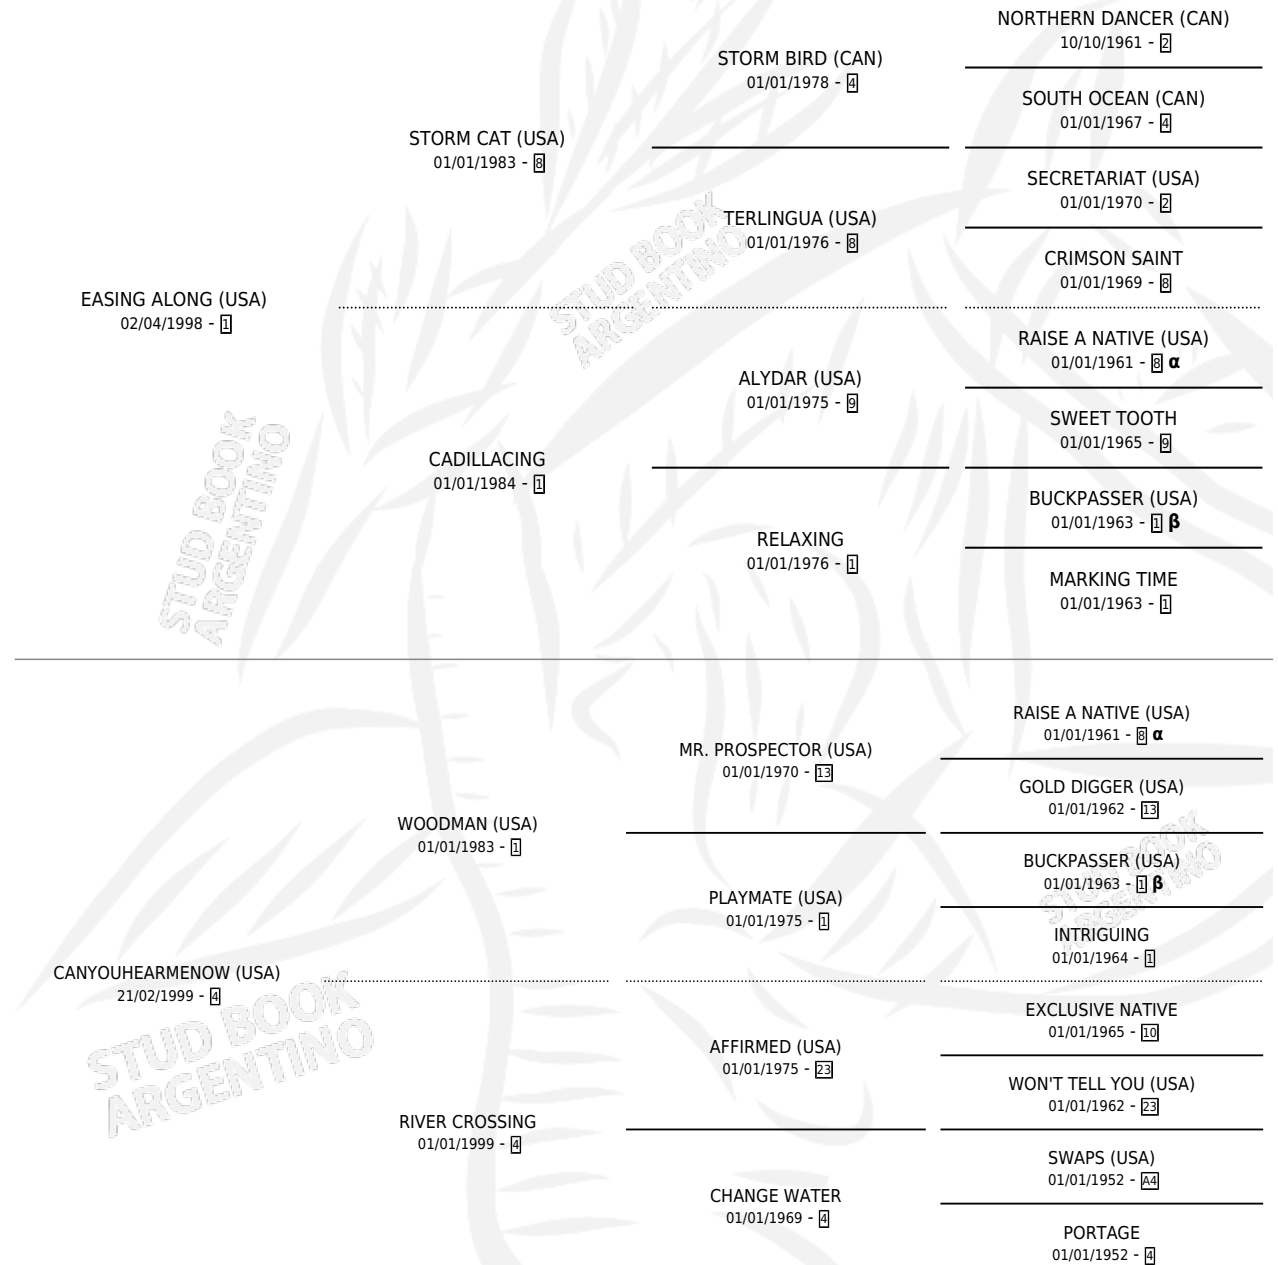 NORTHERN DANCER (CAN)
10/10/1961 - 2
STORM BIRD (CAN)
01/01/1978 - 4
SOUTH OCEAN (CAN)
01/01/1967 - 4
STORM CAT (USA)
01/01/1983 - 8
SECRETARIAT (USA)
01/01/1970 - 2
TERLINGUA (USA)
01/01/1976 - 8
CRIMSON SAINT
01/01/1969 - 8
EASING ALONG (USA)
02/04/1998 - 1
RAISE A NATIVE (USA)
01/01/1961 - 8 α
ALYDAR (USA)
01/01/1975 - 9
SWEET TOOTH
01/01/1965 - 9
CADILLACING
01/01/1984 - 1
BUCKPASSER (USA)
01/01/1963 - 1 β
RELAXING
01/01/1976 - 1
MARKING TIME
01/01/1963 - 1
RAISE A NATIVE (USA)
01/01/1961 - 8 α
MR. PROSPECTOR (USA)
01/01/1970 - 13
GOLD DIGGER (USA)
01/01/1962 - 13
WOODMAN (USA)
01/01/1983 - 1
BUCKPASSER (USA)
01/01/1963 - 1 β
PLAYMATE (USA)
01/01/1975 - 1
INTRIGUING
01/01/1964 - 1
CANYOUHEARMENOW (USA)
21/02/1999 - 4
EXCLUSIVE NATIVE
01/01/1965 - 10
AFFIRMED (USA)
01/01/1975 - 23
WON'T TELL YOU (USA)
01/01/1962 - 23
RIVER CROSSING
01/01/1999 - 4
SWAPS (USA)
01/01/1952 - A4
CHANGE WATER
01/01/1969 - 4
PORTAGE
01/01/1952 - 4
STUD BOOK
ARGENTINO
STUD BOOK
ARGENTINO
STUD BOOK
ARGENTINO
STUD BOOK
ARGENTINO